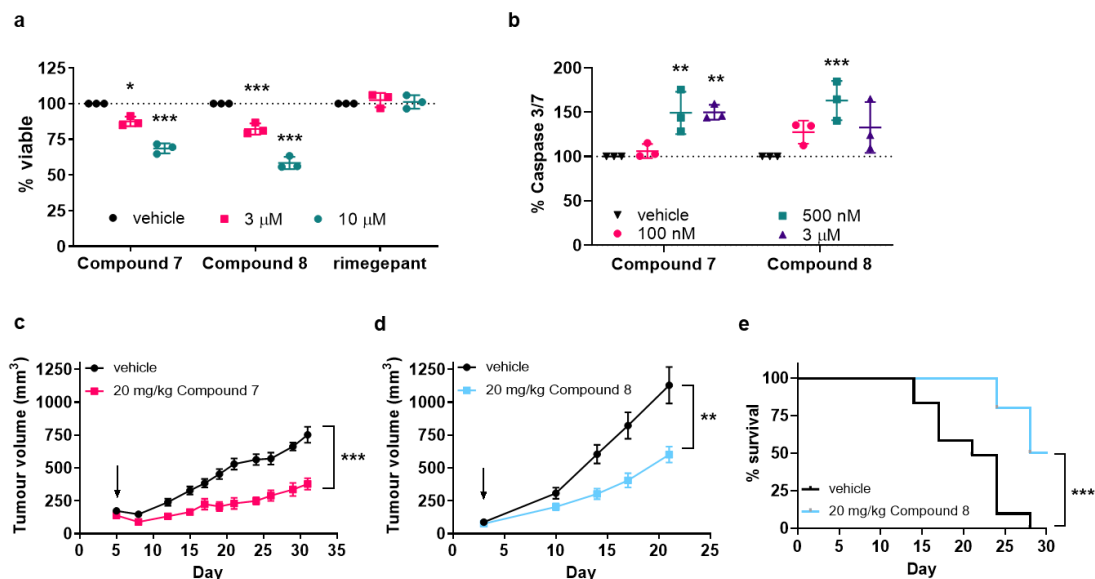 a
125
100
75
50
25
0
% viable
*
***
***
***
vehicle
3 μM
10 μM
Compound 7
Compound 8
rimegepant
b
200
150
100
50
0
% Caspase 3/7
**
**
***
vehicle
500 nM
100 nM
3 μM
Compound 7
Compound 8
c
Tumour volume (mm³)
1250
1000
750
500
250
0
vehicle
20 mg/kg Compound 7
***
0 5 10 15 20 25 30 35
Day
d
Tumour volume (mm³)
1250
1000
750
500
250
0
vehicle
20 mg/kg Compound 8
**
0 5 10 15 20 25
Day
e
% survival
100
75
50
25
0
vehicle
20 mg/kg Compound 8
***
0 10 20 30
Day